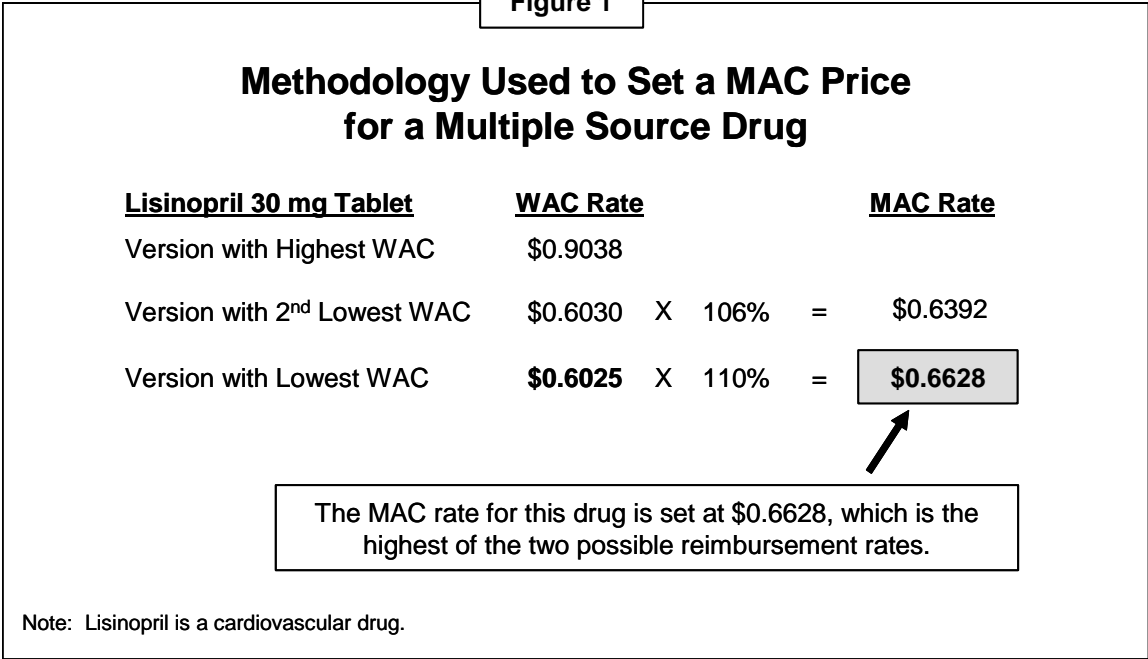 Figure 1
Methodology Used to Set a MAC Price
for a Multiple Source Drug
Lisinopril 30 mg Tablet WAC Rate MAC Rate
Version with Highest WAC $0.9038
Version with 2nd Lowest WAC $0.6030 X 106% = $0.6392
Version with Lowest WAC $0.6025 X 110% = $0.6628
The MAC rate for this drug is set at $0.6628, which is the
highest of the two possible reimbursement rates.
Note: Lisinopril is a cardiovascular drug.